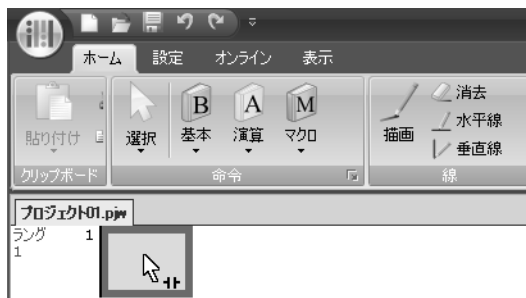 ホーム 設定 オンライン 表示
B A M
貼り付け 選択 基本 演算 マクロ 描画
消去
水平線
垂直線
クリップボード 命令 線
プロジェクト01.pjw
ラング 1
1